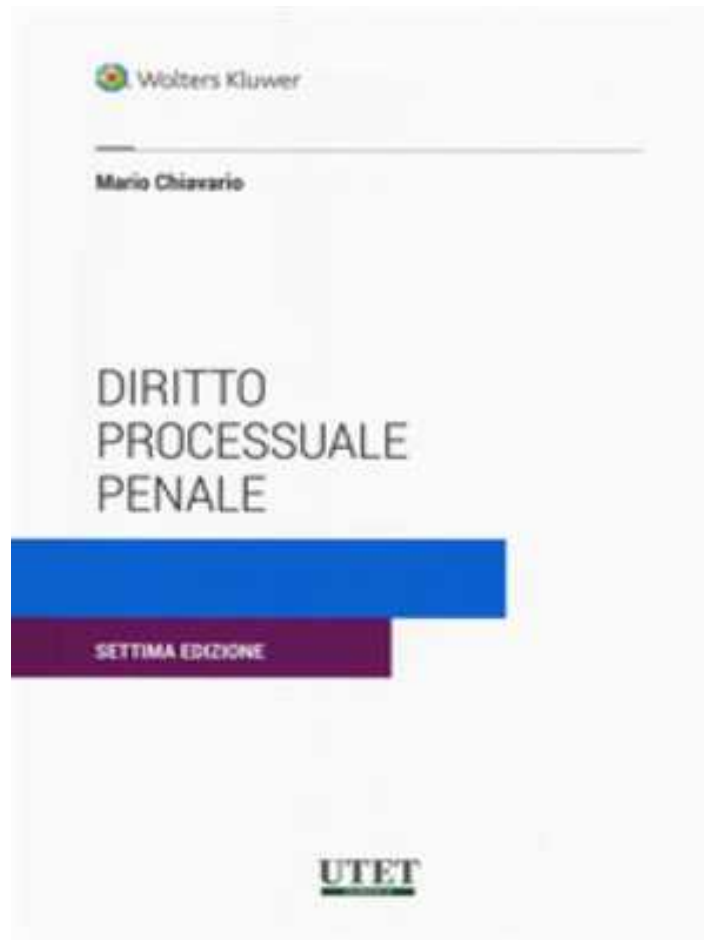 Wolters Kluwer
Mario Chiavario
DIRITTO
PROCESSUALE
PENALE
SETTIMA EDIZIONE
UTET